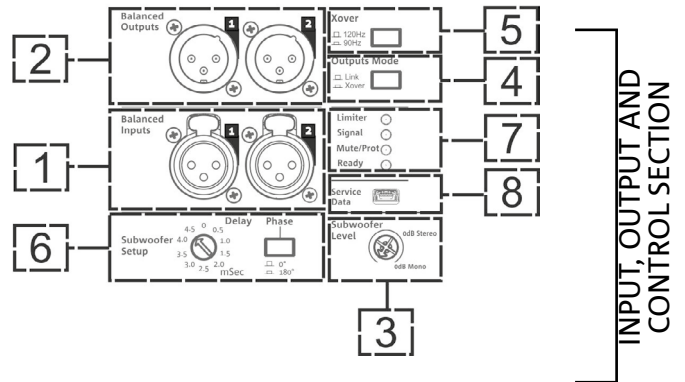 Balanced
Outputs
1
2
Xover
120Hz
90Hz
5
2
Outputs Mode
Link
Xover
4
Balanced
Inputs
1
2
Limiter
Signal
Mute/Prot
Ready
7
1
Service
Data
8
Subwoofer
Setup
Delay
0
0.5
1.0
1.5
2.0
2.5
3.0
3.5
4.0
4.5
mSec
Phase
0°
180°
6
Subwoofer
Level
0dB Stereo
0dB Mono
3
INPUT, OUTPUT AND
CONTROL SECTION